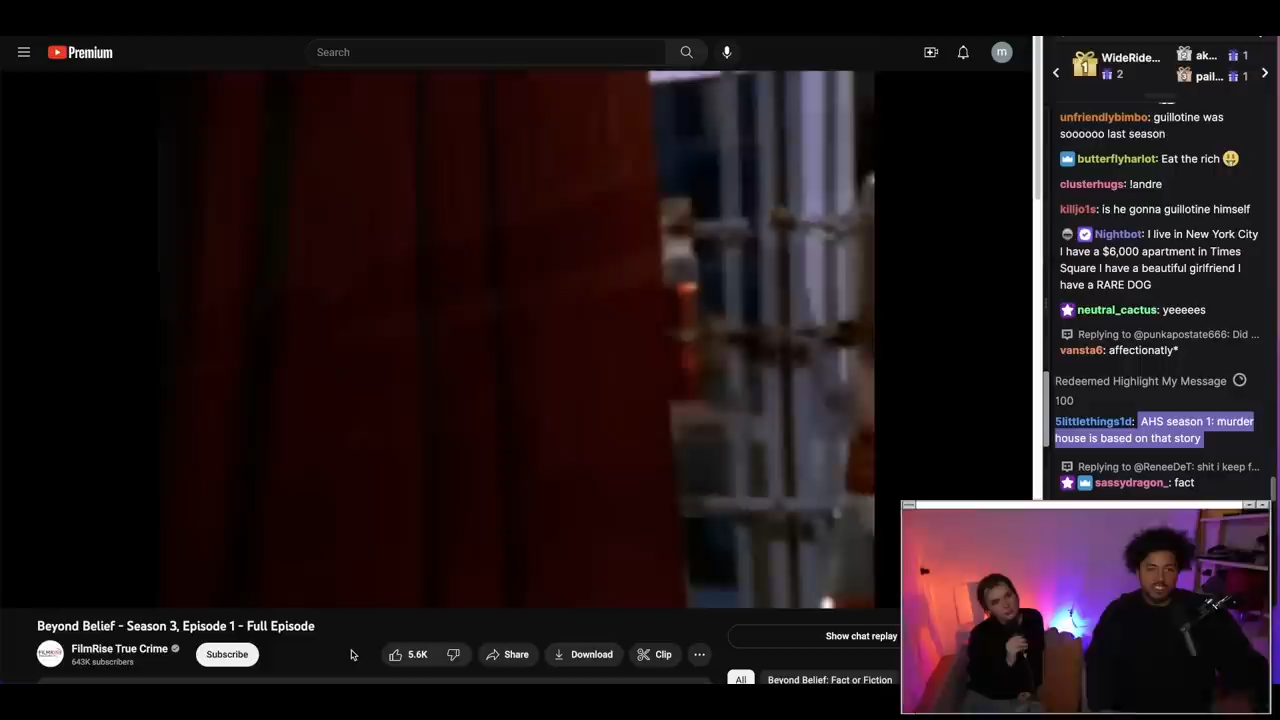 Premium
Search
m
WideRide...
2
ak...
1
pail...
1
unfriendlybimbo: guillotine was
soooooo last season
butterflyharlot: Eat the rich
clusterhugs: !andre
killjo1s: is he gonna guillotine himself
Nightbot: I live in New York City
I have a $6,000 apartment in Times
Square I have a beautiful girlfriend I
have a RARE DOG
neutral_cactus: yeeeees
Replying to @punkapostate666: Did ...
vansta6: affectionatly*
Redeemed Highlight My Message
100
5littlethings1d: AHS season 1: murder
house is based on that story
Replying to @ReneeDeT: shit i keep f...
sassydragon_: fact
Beyond Belief - Season 3, Episode 1 - Full Episode
FilmRise True Crime
643K subscribers
Subscribe
5.6K
Share
Download
Clip
Show chat replay
All
Beyond Belief: Fact or Fiction